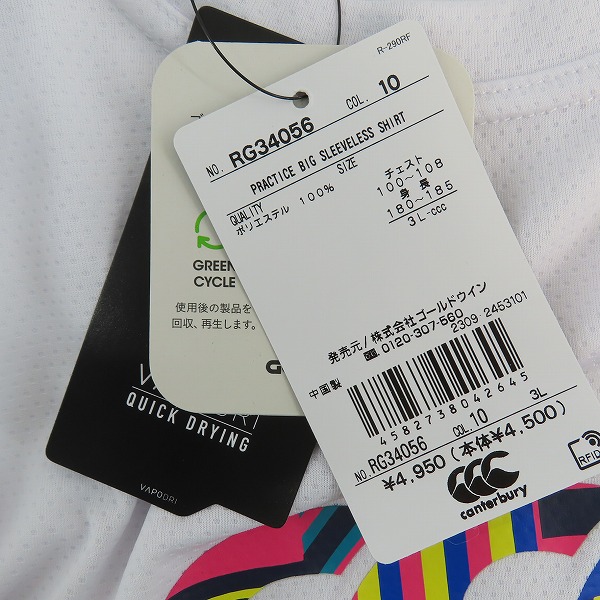 R-290RF
NO. RG34056 COL. 10
PRACTICE BIG SLEEVELESS SHIRT
QUALITY SIZE
ポリエステル 100%
チェスト
100~108
身長
180~185
3L-ccc
発売元/株式会社ゴールドウイン
0120-307-560
2309 2453101
中国製
4582738042645
NO. RG34056 COL. 10 3L
¥4,950 (本体¥4,500)
RFID
canterbury
GREEN
CYCLE
使用後の製品を
回収、再生します。
QUICK DRYING
VAPODRI